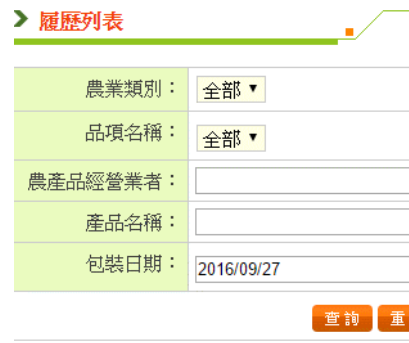 履歷列表
農業類別： 全部
品項名稱： 全部
農產品經營業者：
產品名稱：
包裝日期： 2016/09/27
查詢 重